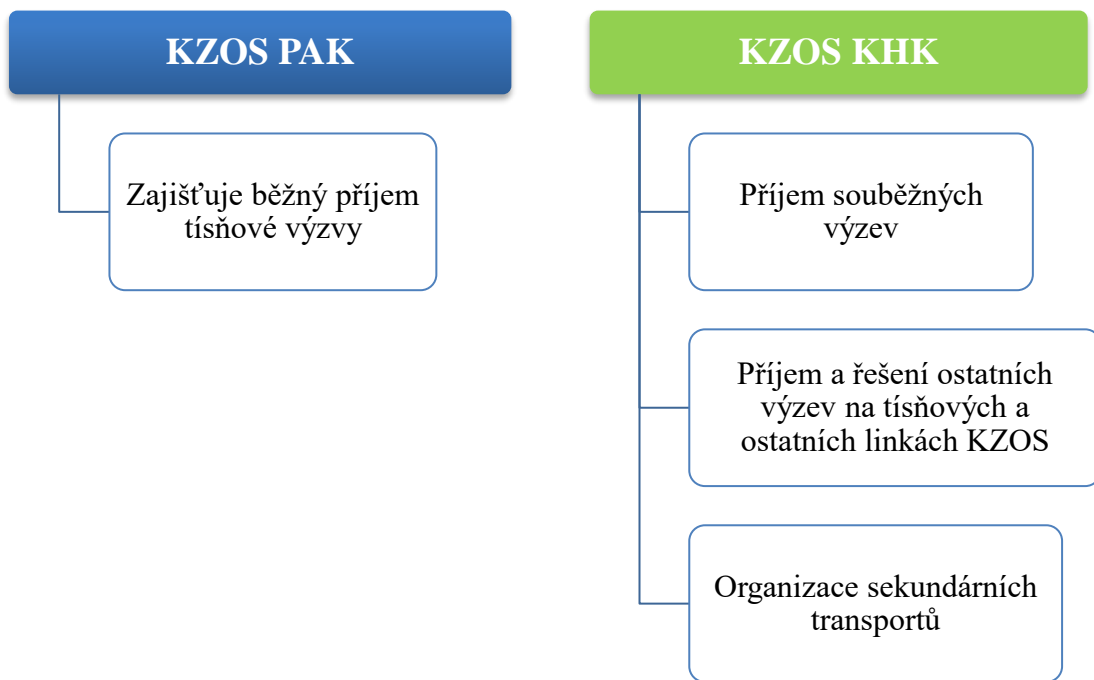 KZOS PAK
Zajišťuje běžný příjem
tísňové výzvy
KZOS KHK
Příjem souběžných
výzev
Příjem a řešení ostatních
výzev na tísňových a
ostatních linkách KZOS
Organizace sekundárních
transportů